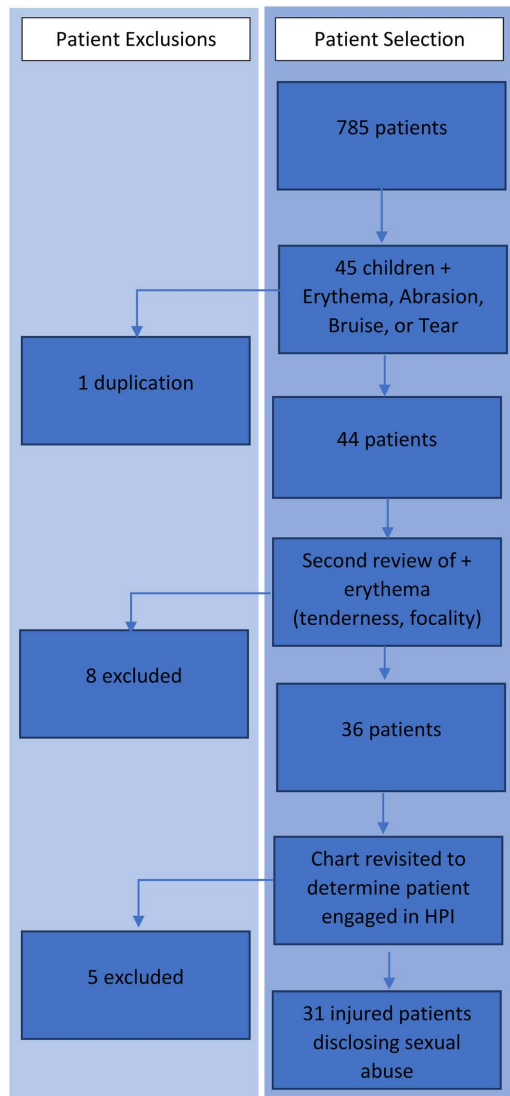 Patient Exclusions
Patient Selection
785 patients
45 children +
Erythema, Abrasion,
Bruise, or Tear
1 duplication
44 patients
Second review of +
erythema
(tenderness, focality)
8 excluded
36 patients
Chart revisited to
determine patient
engaged in HPI
5 excluded
31 injured patients
disclosing sexual
abuse